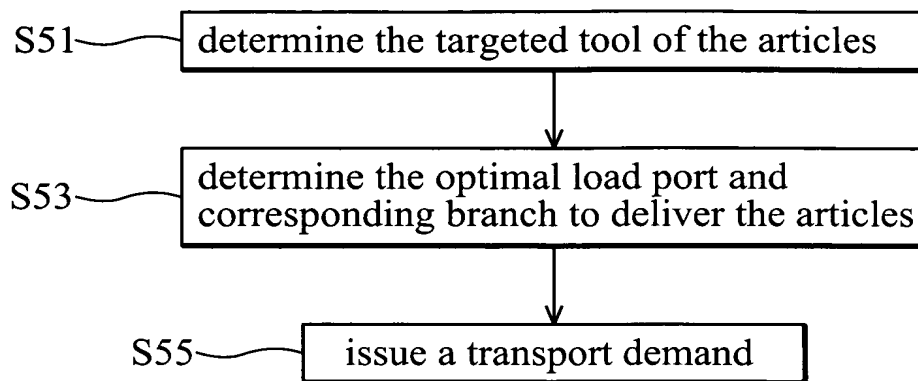 S51 determine the targeted tool of the articles
S53 determine the optimal load port and
corresponding branch to deliver the articles
S55 issue a transport demand